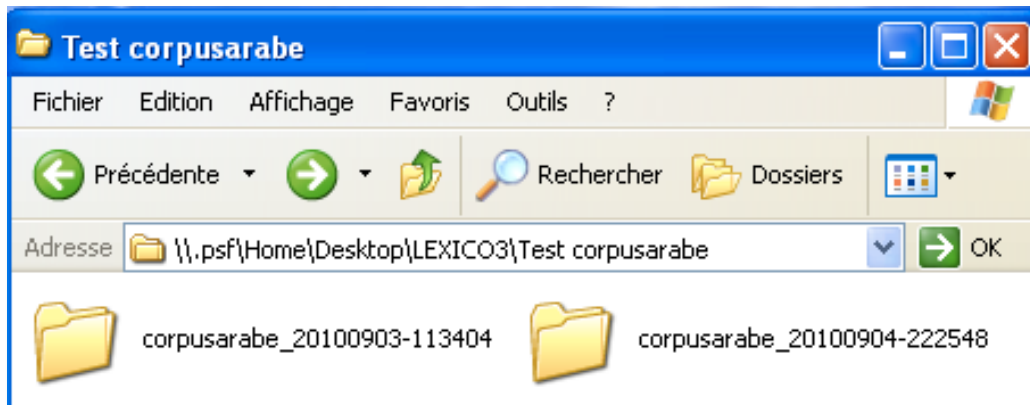 Test corpusarabe
Fichier Edition Affichage Favoris Outils ?
Précédente Rechercher Dossiers
Adresse \\.psf\Home\Desktop\LEXICO3\Test corpusarabe OK
corpusarabe_20100903-113404 corpusarabe_20100904-222548